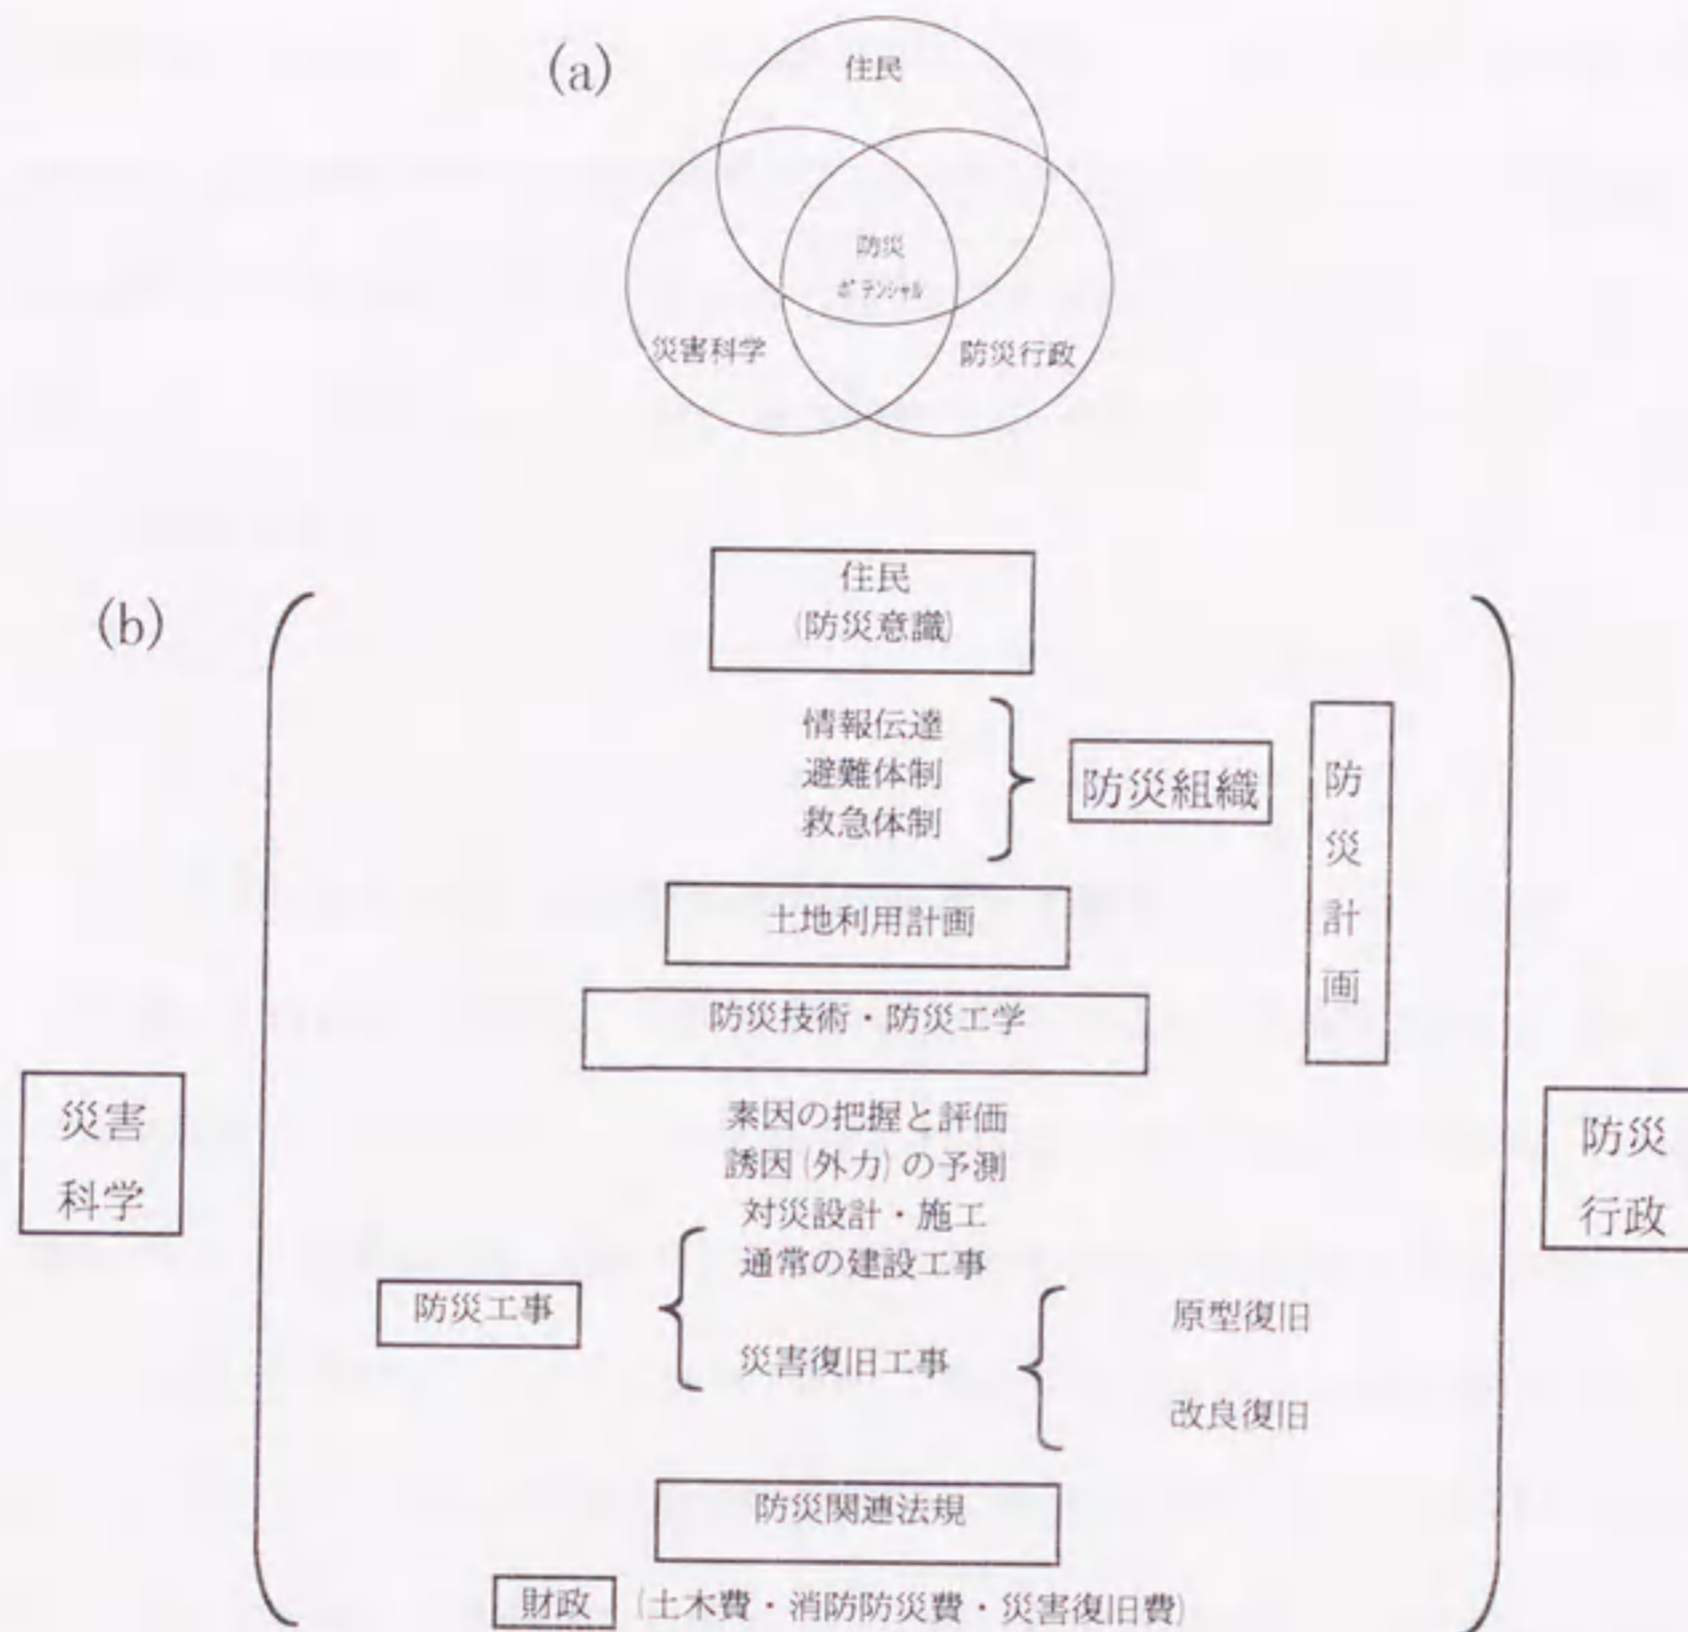 (a)
住民
防災
ポテンシャル
災害科学
防災行政
(b)
住民
(防災意識)
情報伝達
避難体制
救急体制
防災組織
防災計画
土地利用計画
防災技術・防災工学
災害
科学
素因の把握と評価
誘因(外力)の予測
対災設計・施工
通常の建設工事
防災工事
災害復旧工事
原型復旧
改良復旧
防災
行政
防災関連法規
財政 (土木費・消防防災費・災害復旧費)